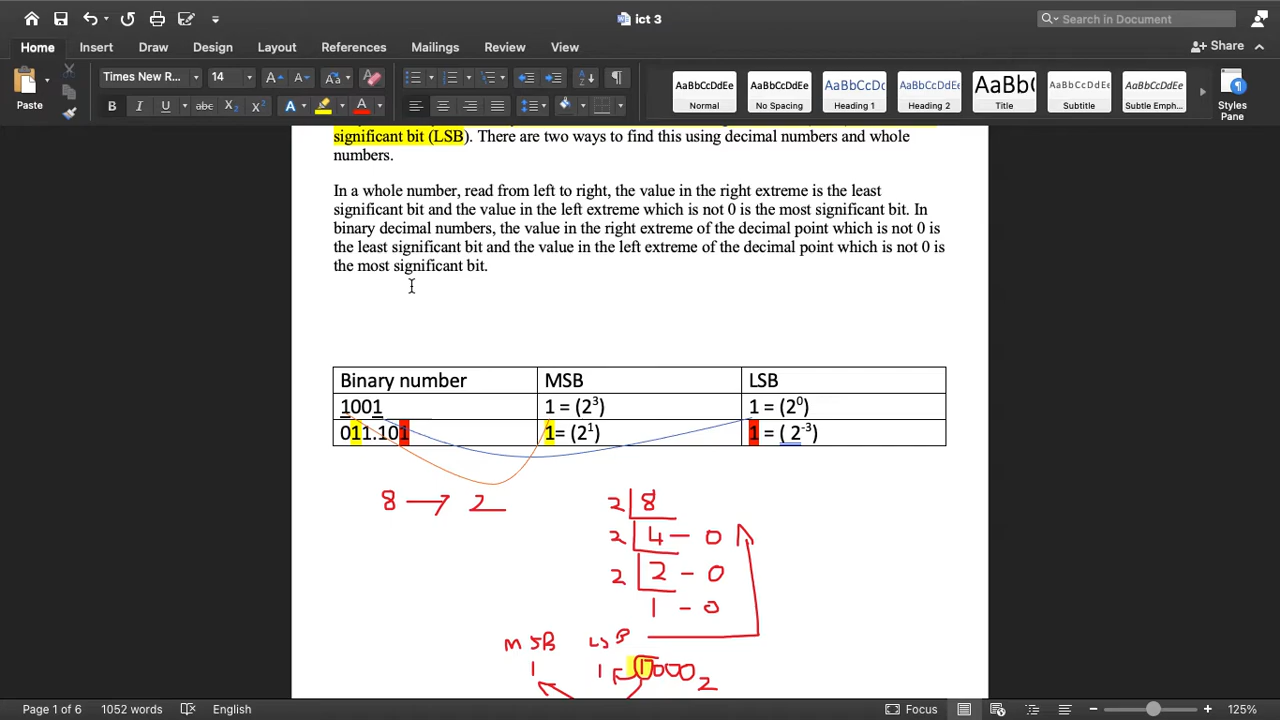 ict 3
Search in Document
Home Insert Draw Design Layout References Mailings Review View
Share
Paste
Times New R... 14
AaBbCcDdEe AaBbCcDdEe AaBbCcDc AaBbCcDdEe AaBbC AaBbCcDdEe AaBbCcDdEe
Normal No Spacing Heading 1 Heading 2 Title Subtitle Subtle Emph...
Styles
Pane
significant bit (LSB). There are two ways to find this using decimal numbers and whole
numbers.
In a whole number, read from left to right, the value in the right extreme is the least
significant bit and the value in the left extreme which is not 0 is the most significant bit. In
binary decimal numbers, the value in the right extreme of the decimal point which is not 0 is
the least significant bit and the value in the left extreme of the decimal point which is not 0 is
the most significant bit.
Binary number MSB LSB
1001 1 = (2³) 1 = (2⁰)
011.101 1= (2¹) 1 = ( 2⁻³)
8 → 2 2 8
2 4 – 0
2 2 – 0
1 – 0
MSB LSB
1 1 1000₂
Page 1 of 6 1052 words English Focus 125%